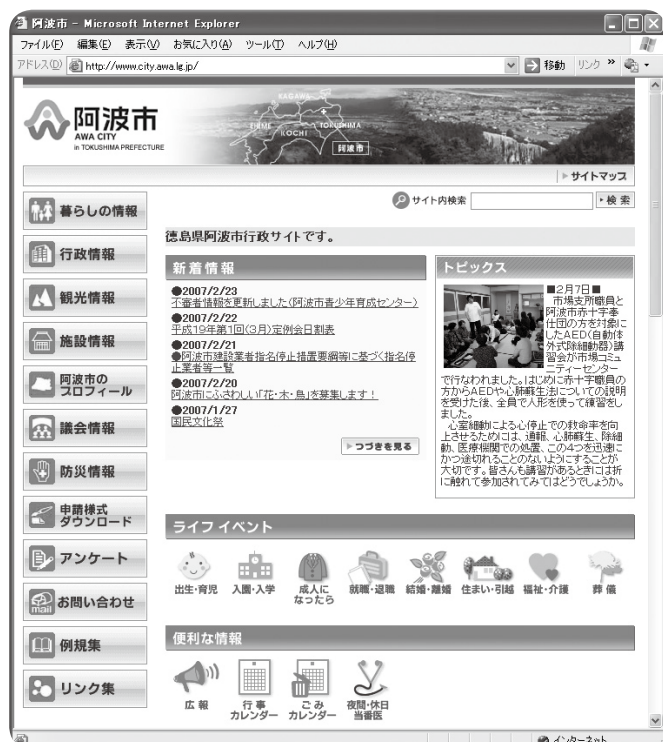 阿波市 - Microsoft Internet Explorer
ファイル(F) 編集(E) 表示(V) お気に入り(A) ツール(T) ヘルプ(H)
アドレス(D) http://www.city.awa.lg.jp/ 移動 リンク »
阿波市
AWA CITY
in TOKUSHIMA PREFECTURE
KAGAWA
EHIME
TOKUSHIMA
KOCHI
阿波市
サイトマップ
サイト内検索 検索
徳島県阿波市行政サイトです。
暮らしの情報
行政情報
観光情報
施設情報
阿波市の
プロフィール
議会情報
防災情報
申請様式
ダウンロード
アンケート
mail お問い合わせ
例規集
リンク集
新着情報
●2007/2/23
不審者情報を更新しました(阿波市青少年育成センター)
●2007/2/22
平成19年第1回(3月)定例会日割表
●2007/2/21
●阿波市建設業者指名停止措置要綱等に基づく指名停
止業者等一覧
●2007/2/20
阿波市にふさわしい「花・木・鳥」を募集します!
●2007/1/27
国民文化祭
つづきを見る
トピックス
■2月7日■
市場支所職員と
阿波市赤十字奉
仕団の方を対象に
したAED(自動体
外式除細動器)講
習会が市場コミュ
ニティーセンター
で行なわれました。はじめに赤十字職員の
方からAEDや心肺蘇生法についての説明
を受けた後、全員で人形を使って練習をし
ました。
心室細動による心停止での救命率を向
上させるためには、通報、心肺蘇生、除細
動、医療機関での処置、この4つを迅速に
かつ途切れることのないようにすることが
大切です。皆さんも講習があるときには折
に触れて参加されてみてはどうでしょうか。
ライフ イベント
出生・育児
入園・入学
成人に
なったら
就職・退職
結婚・離婚
住まい・引越
福祉・介護
葬儀
便利な情報
広報
行事
カレンダー
ごみ
カレンダー
夜間・休日
当番医
インターネット